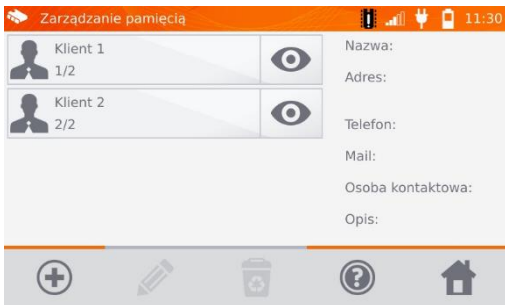 Zarządzanie pamięcią 11:30
Klient 1
1/2
Klient 2
2/2
Nazwa:
Adres:
Telefon:
Mail:
Osoba kontaktowa:
Opis: